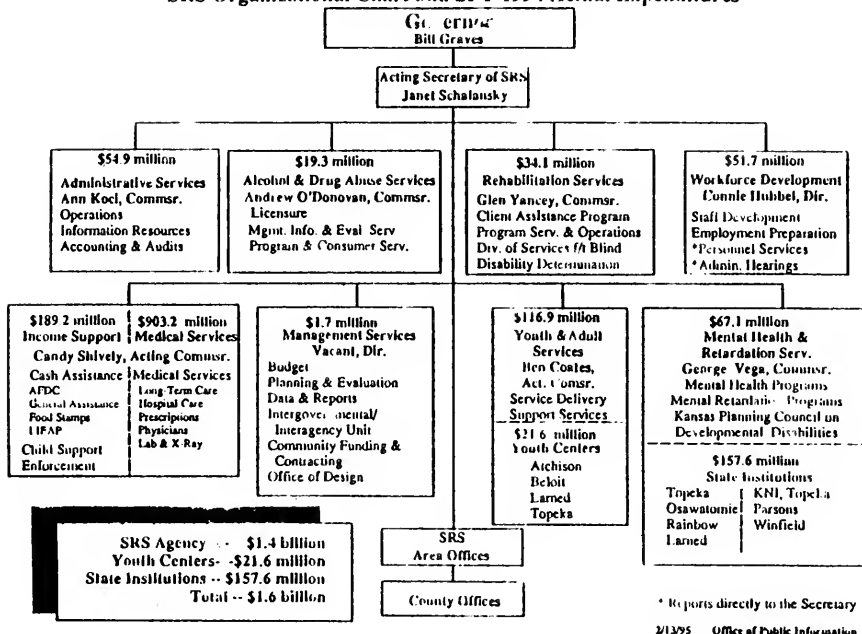 Governor
Bill Graves
Acting Secretary of SRS
Janet Schalansky
$54.9 million
Administrative Services
Ann Koci, Commsr.
Operations
Information Resources
Accounting & Audits
$19.3 million
Alcohol & Drug Abuse Services
Andrew O'Donovan, Commsr.
Licensure
Mgmt. Info. & Eval. Serv
Program & Consumer Serv.
$34.1 million
Rehabilitation Services
Glen Yancey, Commsr.
Client Assistance Program
Program Serv. & Operations
Div. of Services f/t Blind
Disability Determination
$51.7 million
Workforce Development
Connie Hubbel, Dir.
Staff Development
Employment Preparation
*Personnel Services
*Admin. Hearings
$189.2 million
Income Support
$903.2 million
Medical Services
Candy Shively, Acting Commsr.
Cash Assistance
AFDC
General Assistance
Food Stamps
LIEAP
Child Support
Enforcement
Medical Services
Long-Term Care
Hospital Care
Prescriptions
Physicians
Lab & X-Ray
$1.7 million
Management Services
Vacant, Dir.
Budget
Planning & Evaluation
Data & Reports
Intergovernmental/
Interagency Unit
Community Funding &
Contracting
Office of Design
$116.9 million
Youth & Adult
Services
Ben Coates,
Act. Comsr.
Service Delivery
Support Services
$21.6 million
Youth Centers
Atchison
Beloit
Larned
Topeka
$67.1 million
Mental Health &
Retardation Serv.
George Vega, Commsr.
Mental Health Programs
Mental Retardation Programs
Kansas Planning Council on
Developmental Disabilities
$157.6 million
State Institutions
Topeka
Osawatomie
Rainbow
Larned
KNI, Topeka
Parsons
Winfield
SRS Agency -- $1.4 billion
Youth Centers- -$21.6 million
State Institutions -- $157.6 million
Total -- $1.6 billion
SRS
Area Offices
County Offices
* Reports directly to the Secretary
2/13/95 Office of Public Information